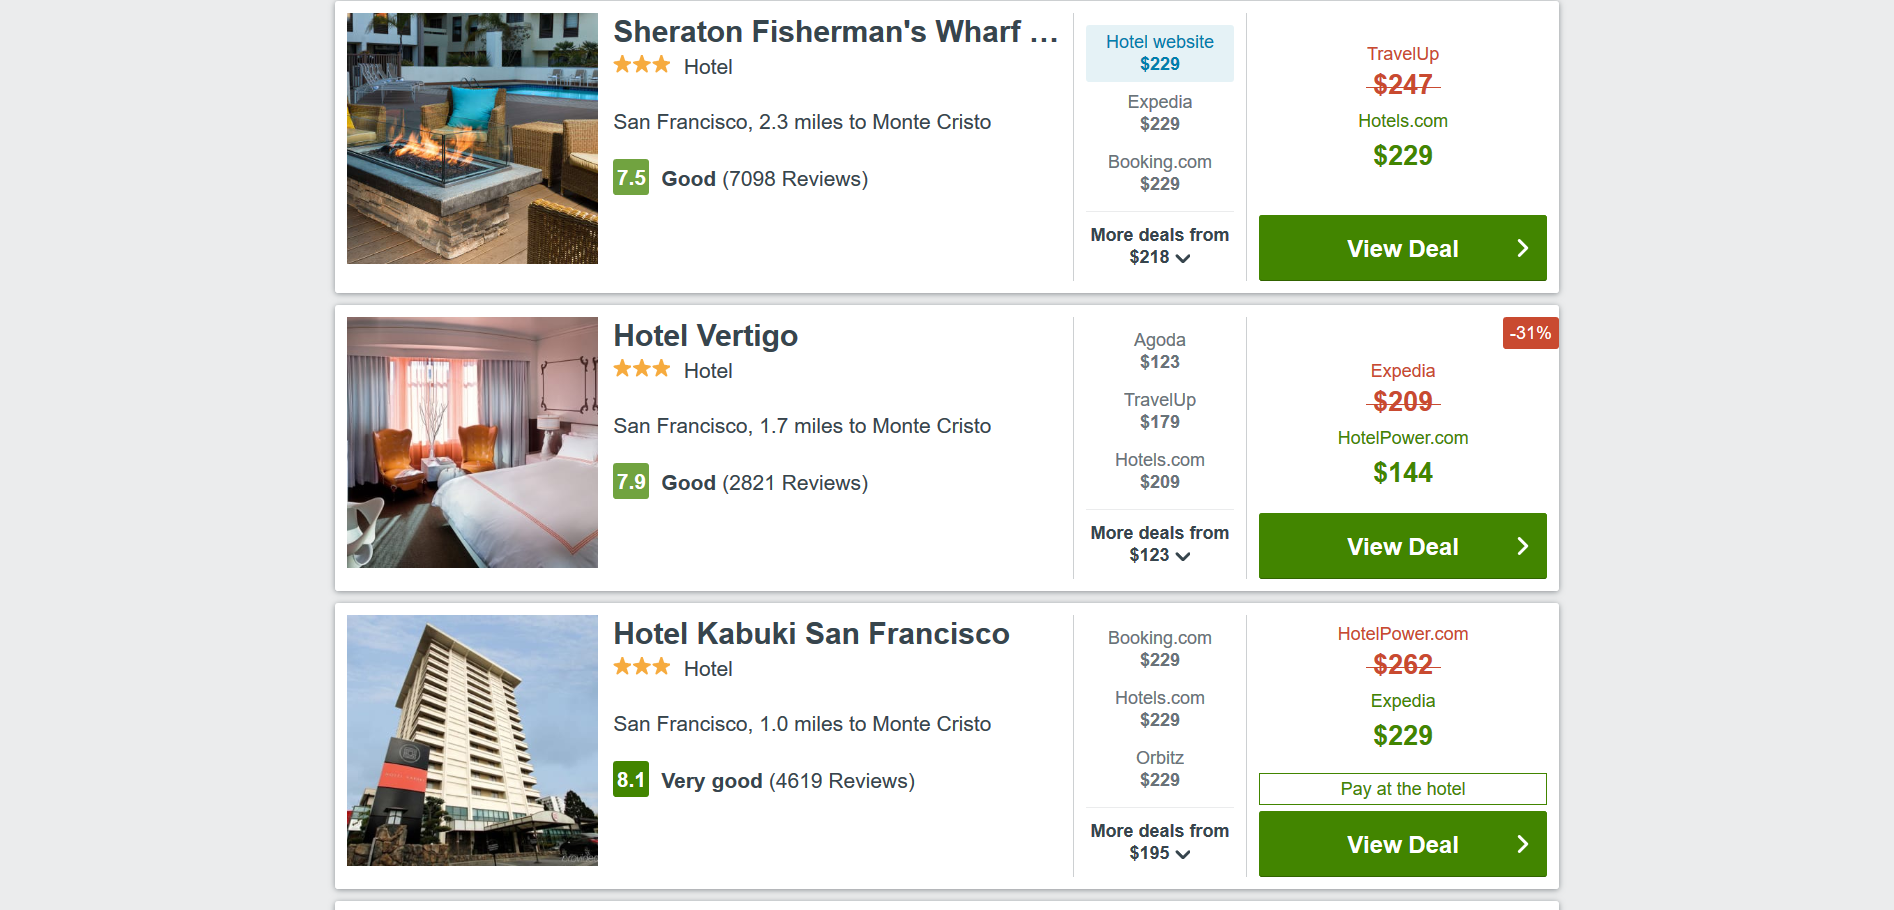 Sheraton Fisherman's Wharf ...
Hotel
San Francisco, 2.3 miles to Monte Cristo
7.5 Good (7098 Reviews)
Hotel website
$229
Expedia
$229
Booking.com
$229
More deals from
$218
TravelUp
$247
Hotels.com
$229
View Deal
Hotel Vertigo
Hotel
San Francisco, 1.7 miles to Monte Cristo
7.9 Good (2821 Reviews)
Agoda
$123
TravelUp
$179
Hotels.com
$209
More deals from
$123
-31%
Expedia
$209
HotelPower.com
$144
View Deal
Hotel Kabuki San Francisco
Hotel
San Francisco, 1.0 miles to Monte Cristo
8.1 Very good (4619 Reviews)
Booking.com
$229
Hotels.com
$229
Orbitz
$229
More deals from
$195
HotelPower.com
$262
Expedia
$229
Pay at the hotel
View Deal